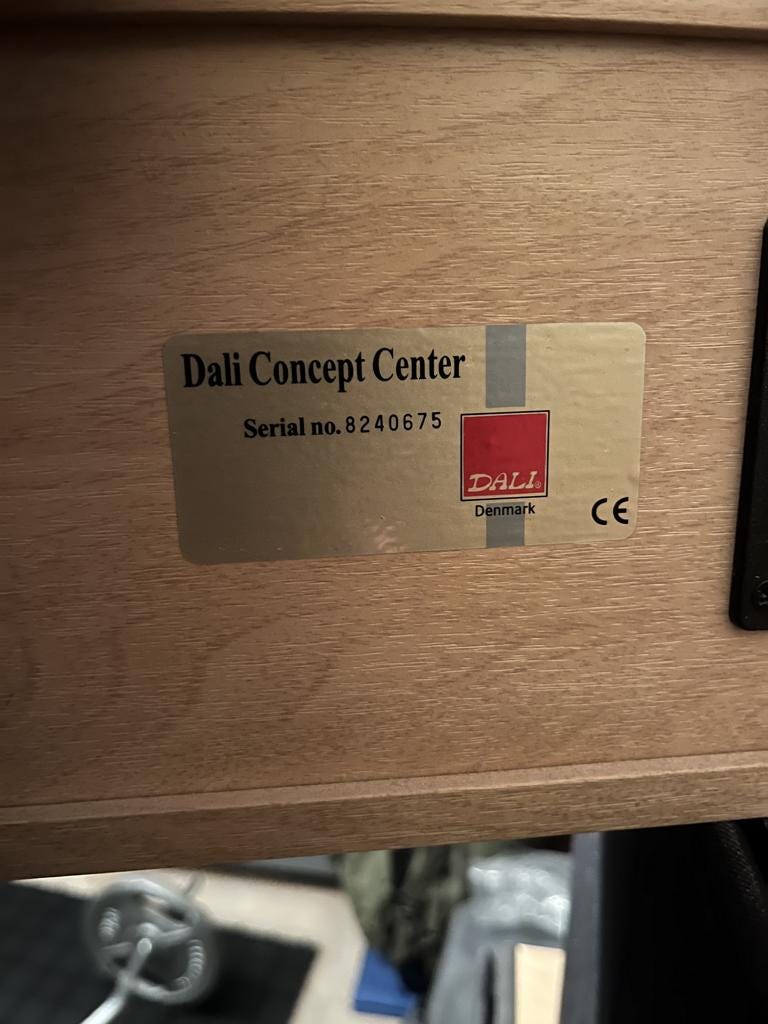 Dali Concept Center
Serial no. 8240675
DALI®
Denmark
CE